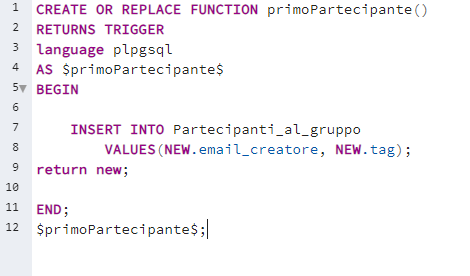 1 CREATE OR REPLACE FUNCTION primoPartecipante()
2 RETURNS TRIGGER
3 language plpgsql
4 AS $primoPartecipante$
5 BEGIN
6
7 INSERT INTO Partecipanti_al_gruppo
8 VALUES(NEW.email_creatore, NEW.tag);
9 return new;
10
11 END;
12 $primoPartecipante$;